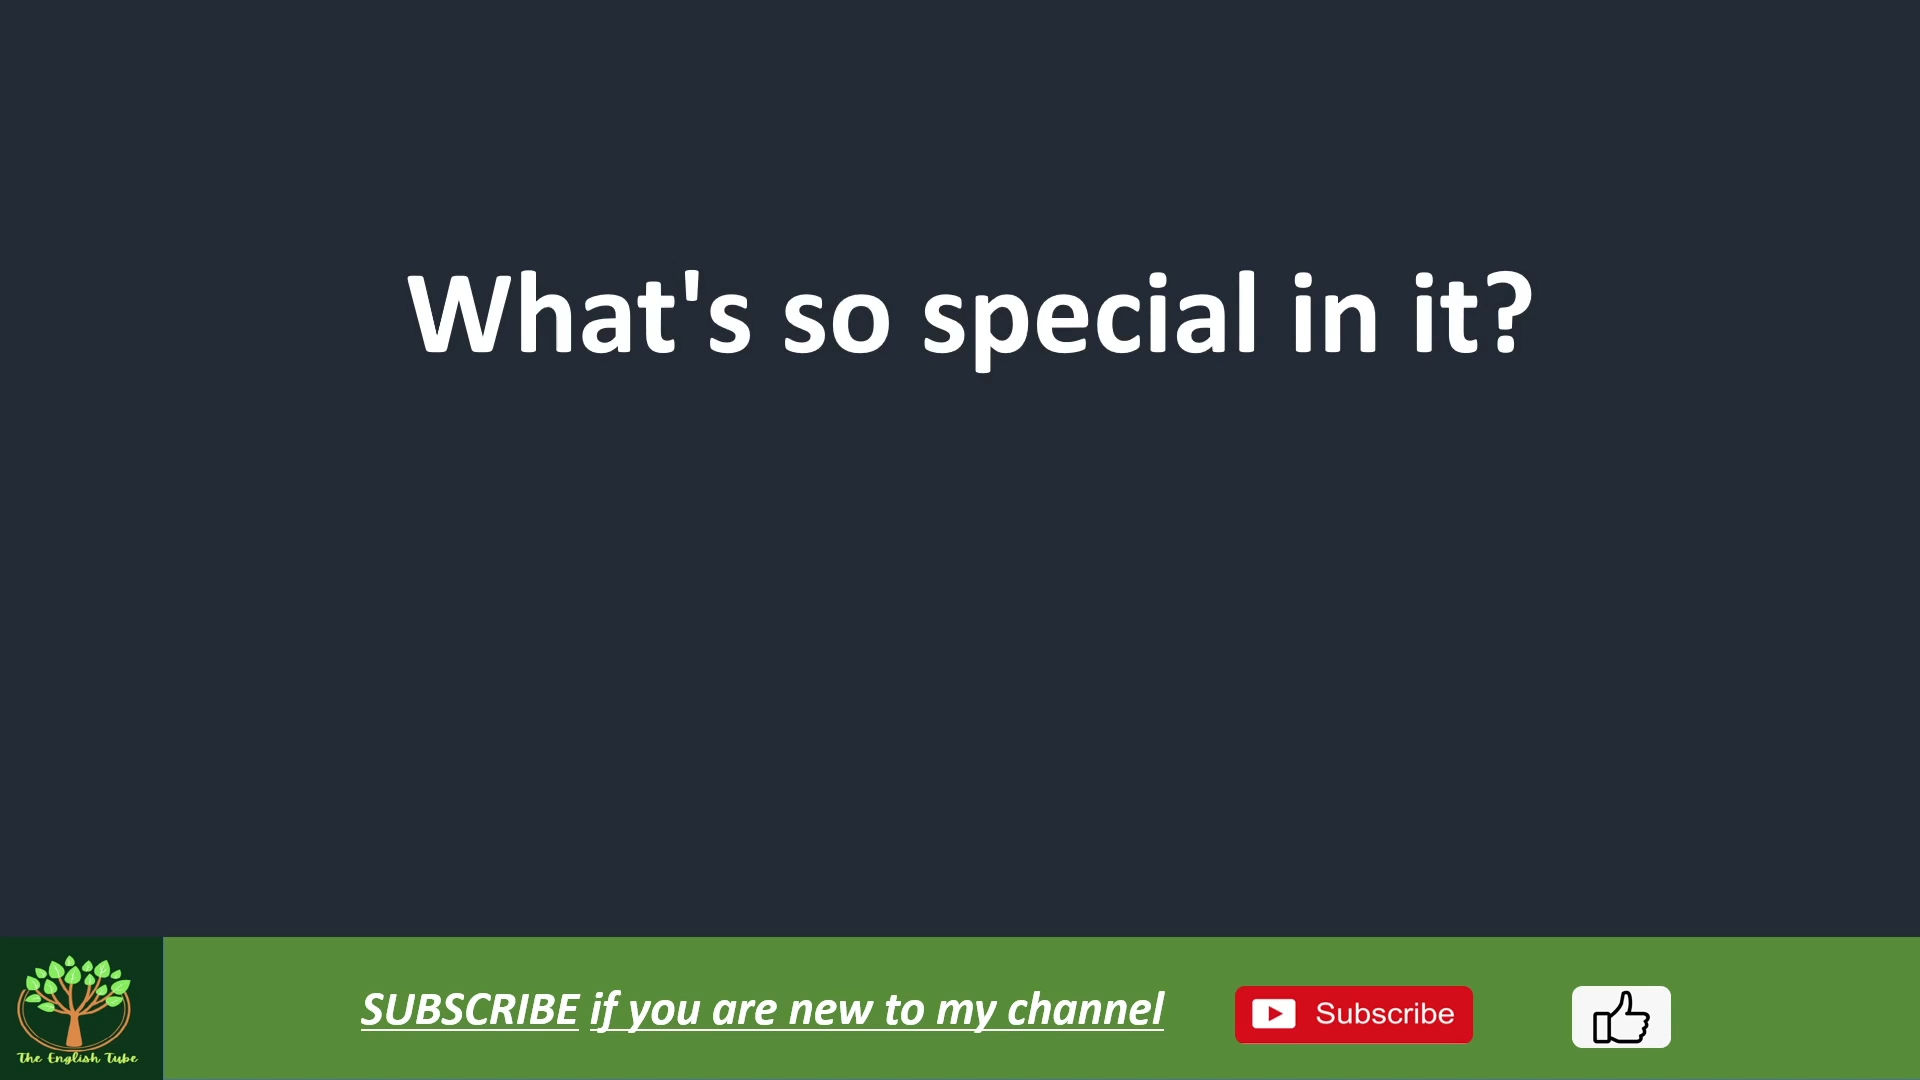 What's so special in it?
SUBSCRIBE if you are new to my channel
Subscribe
The English Tube